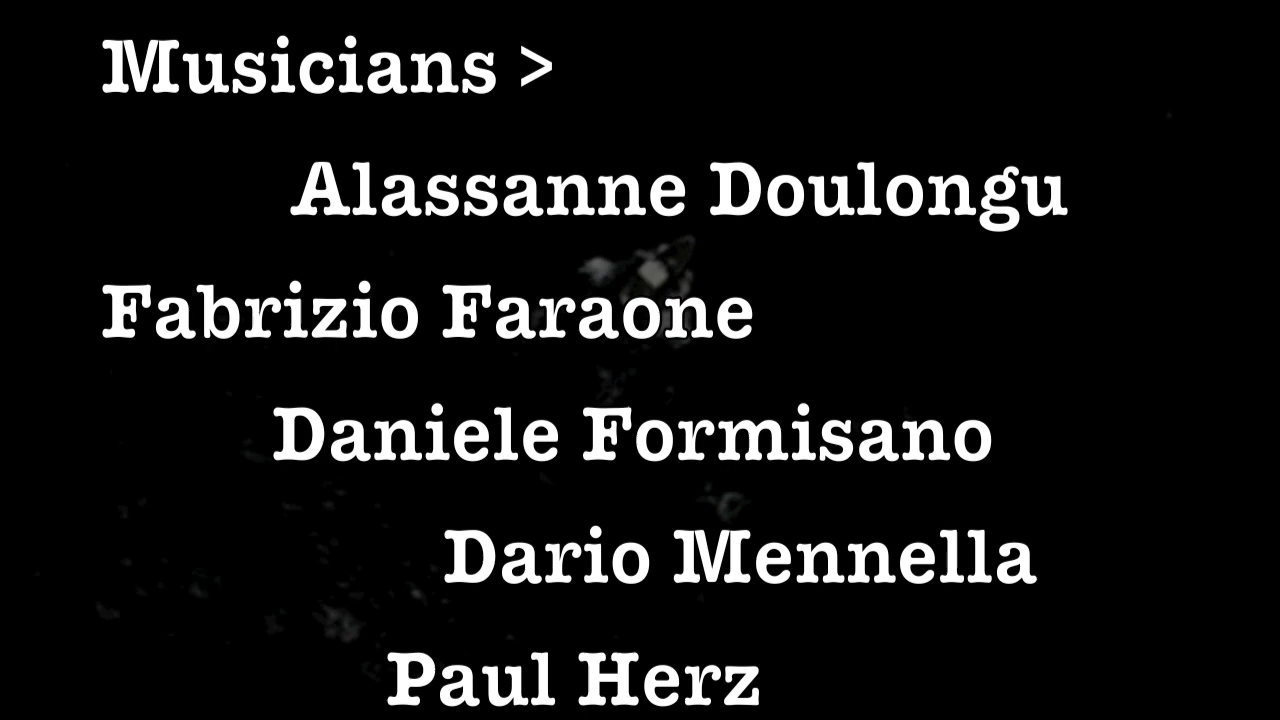 Musicians >
Alassanne Doulongu
Fabrizio Faraone
Daniele Formisano
Dario Mennella
Paul Herz